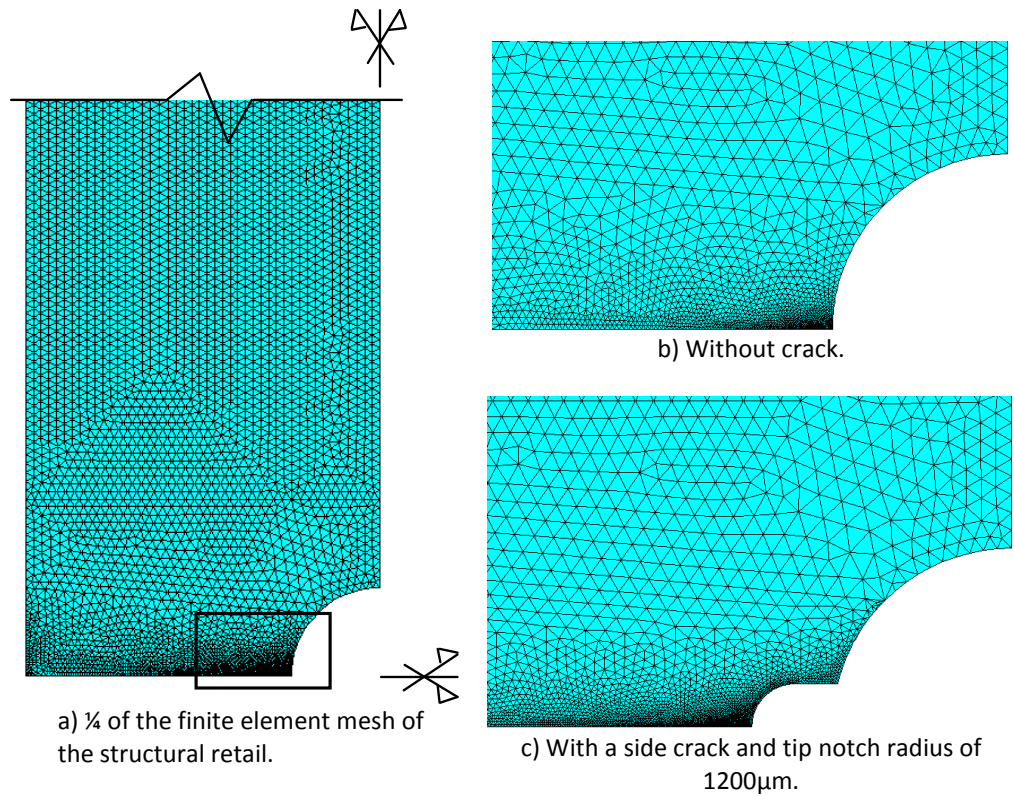 b) Without crack.
a) ¼ of the finite element mesh of
the structural retail.
c) With a side crack and tip notch radius of
1200µm.